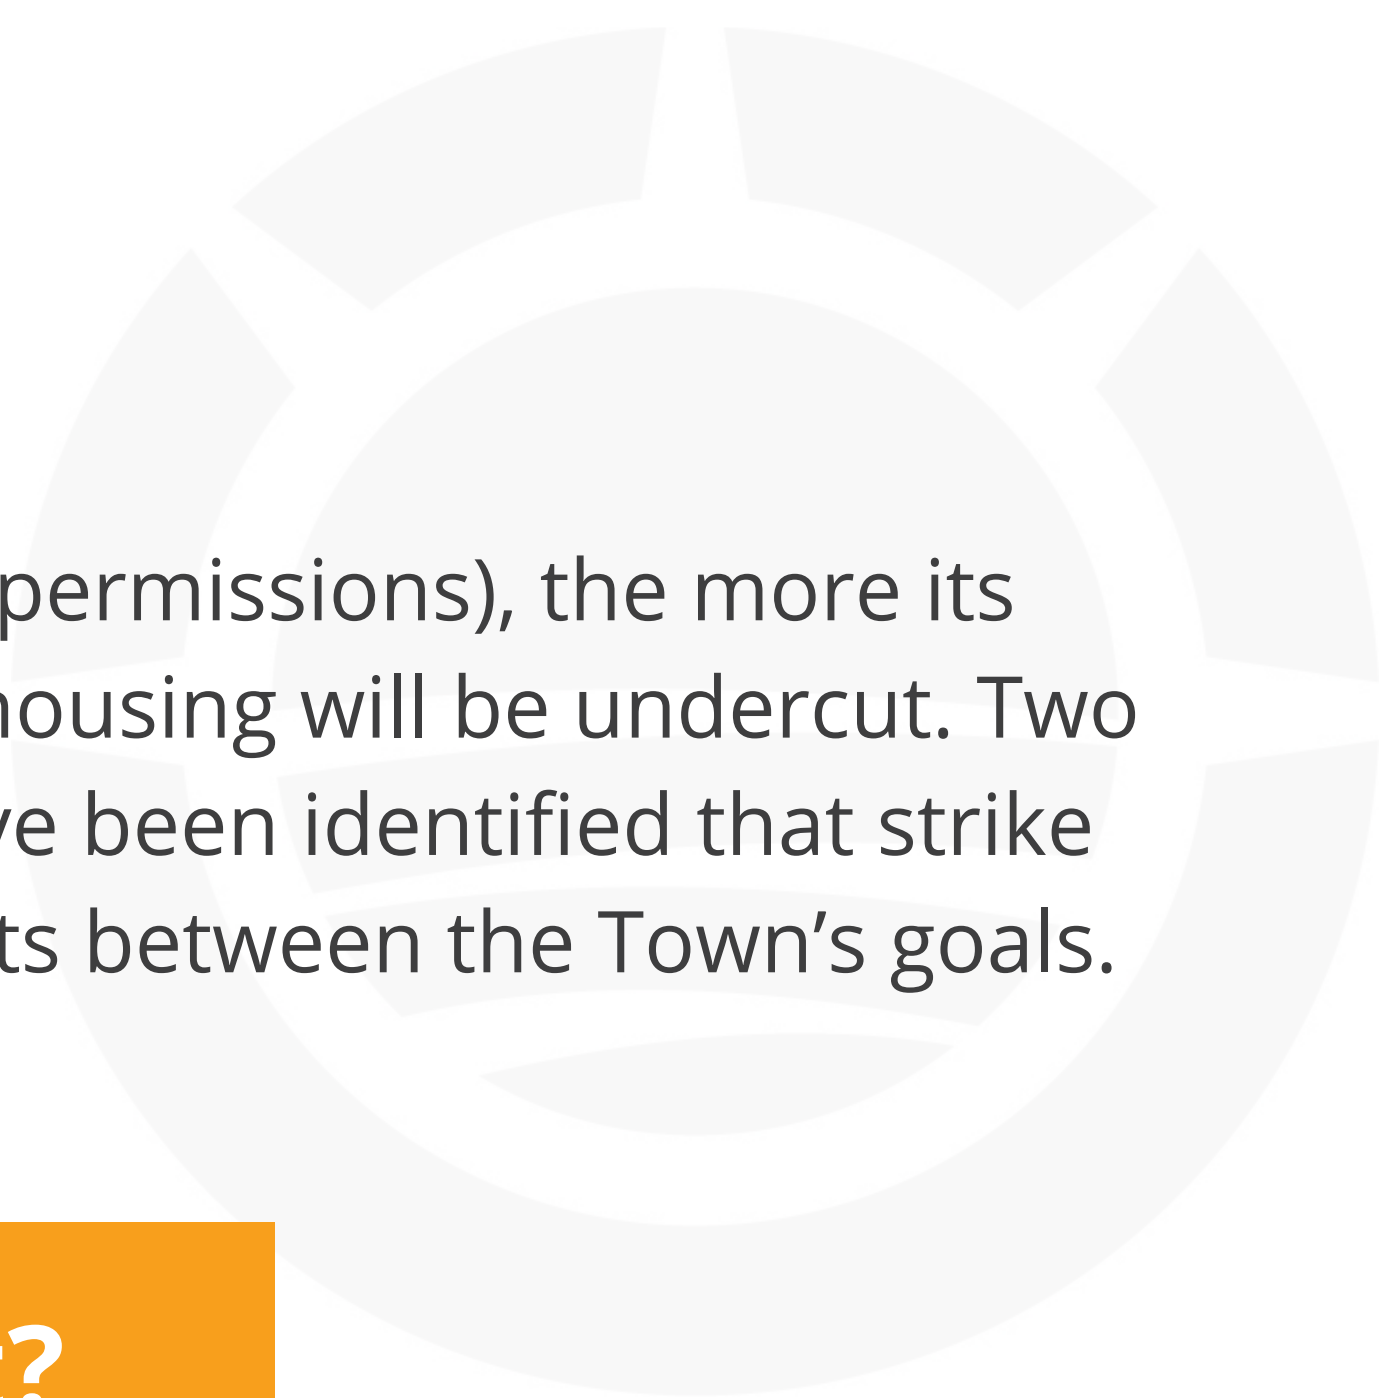 permissions), the more its
housing will be undercut. Two
been identified that strike
between the Town’s goals.
?